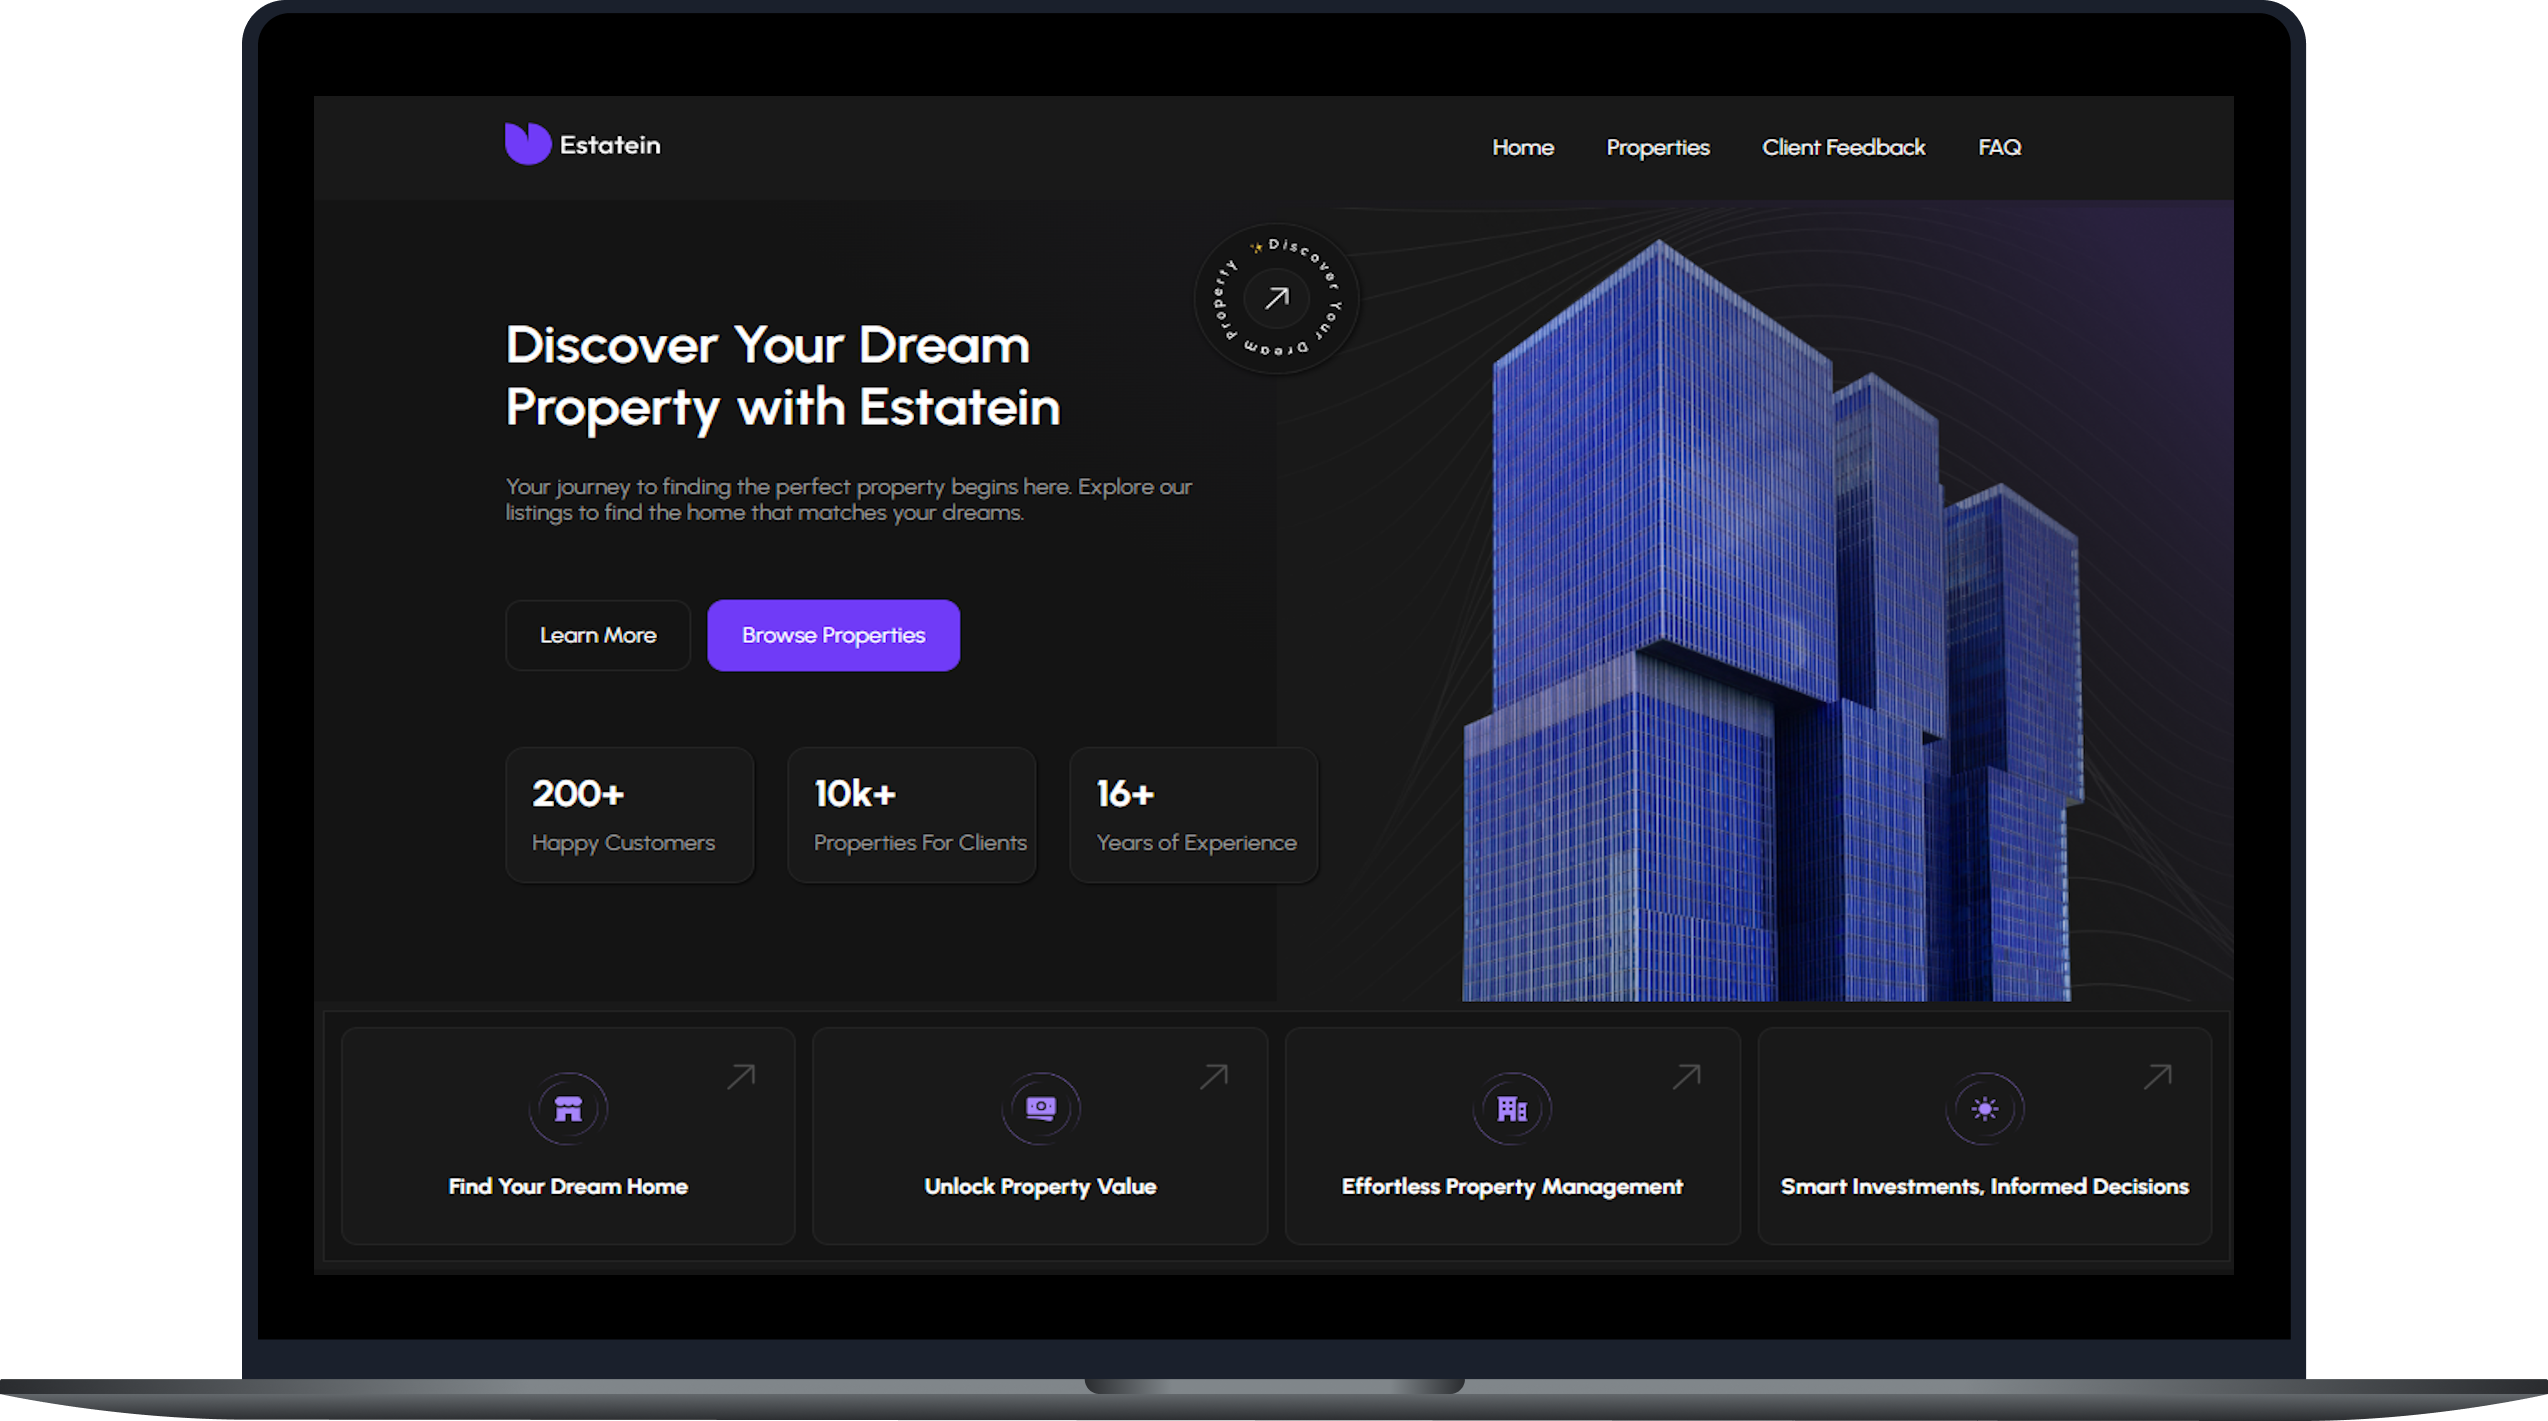 Estatein
Home
Properties
Client Feedback
FAQ
✨Discover Your Dream Property
Discover Your Dream
Property with Estatein
Your journey to finding the perfect property begins here. Explore our
listings to find the home that matches your dreams.
Learn More
Browse Properties
200+
Happy Customers
10k+
Properties For Clients
16+
Years of Experience
Find Your Dream Home
Unlock Property Value
Effortless Property Management
Smart Investments, Informed Decisions